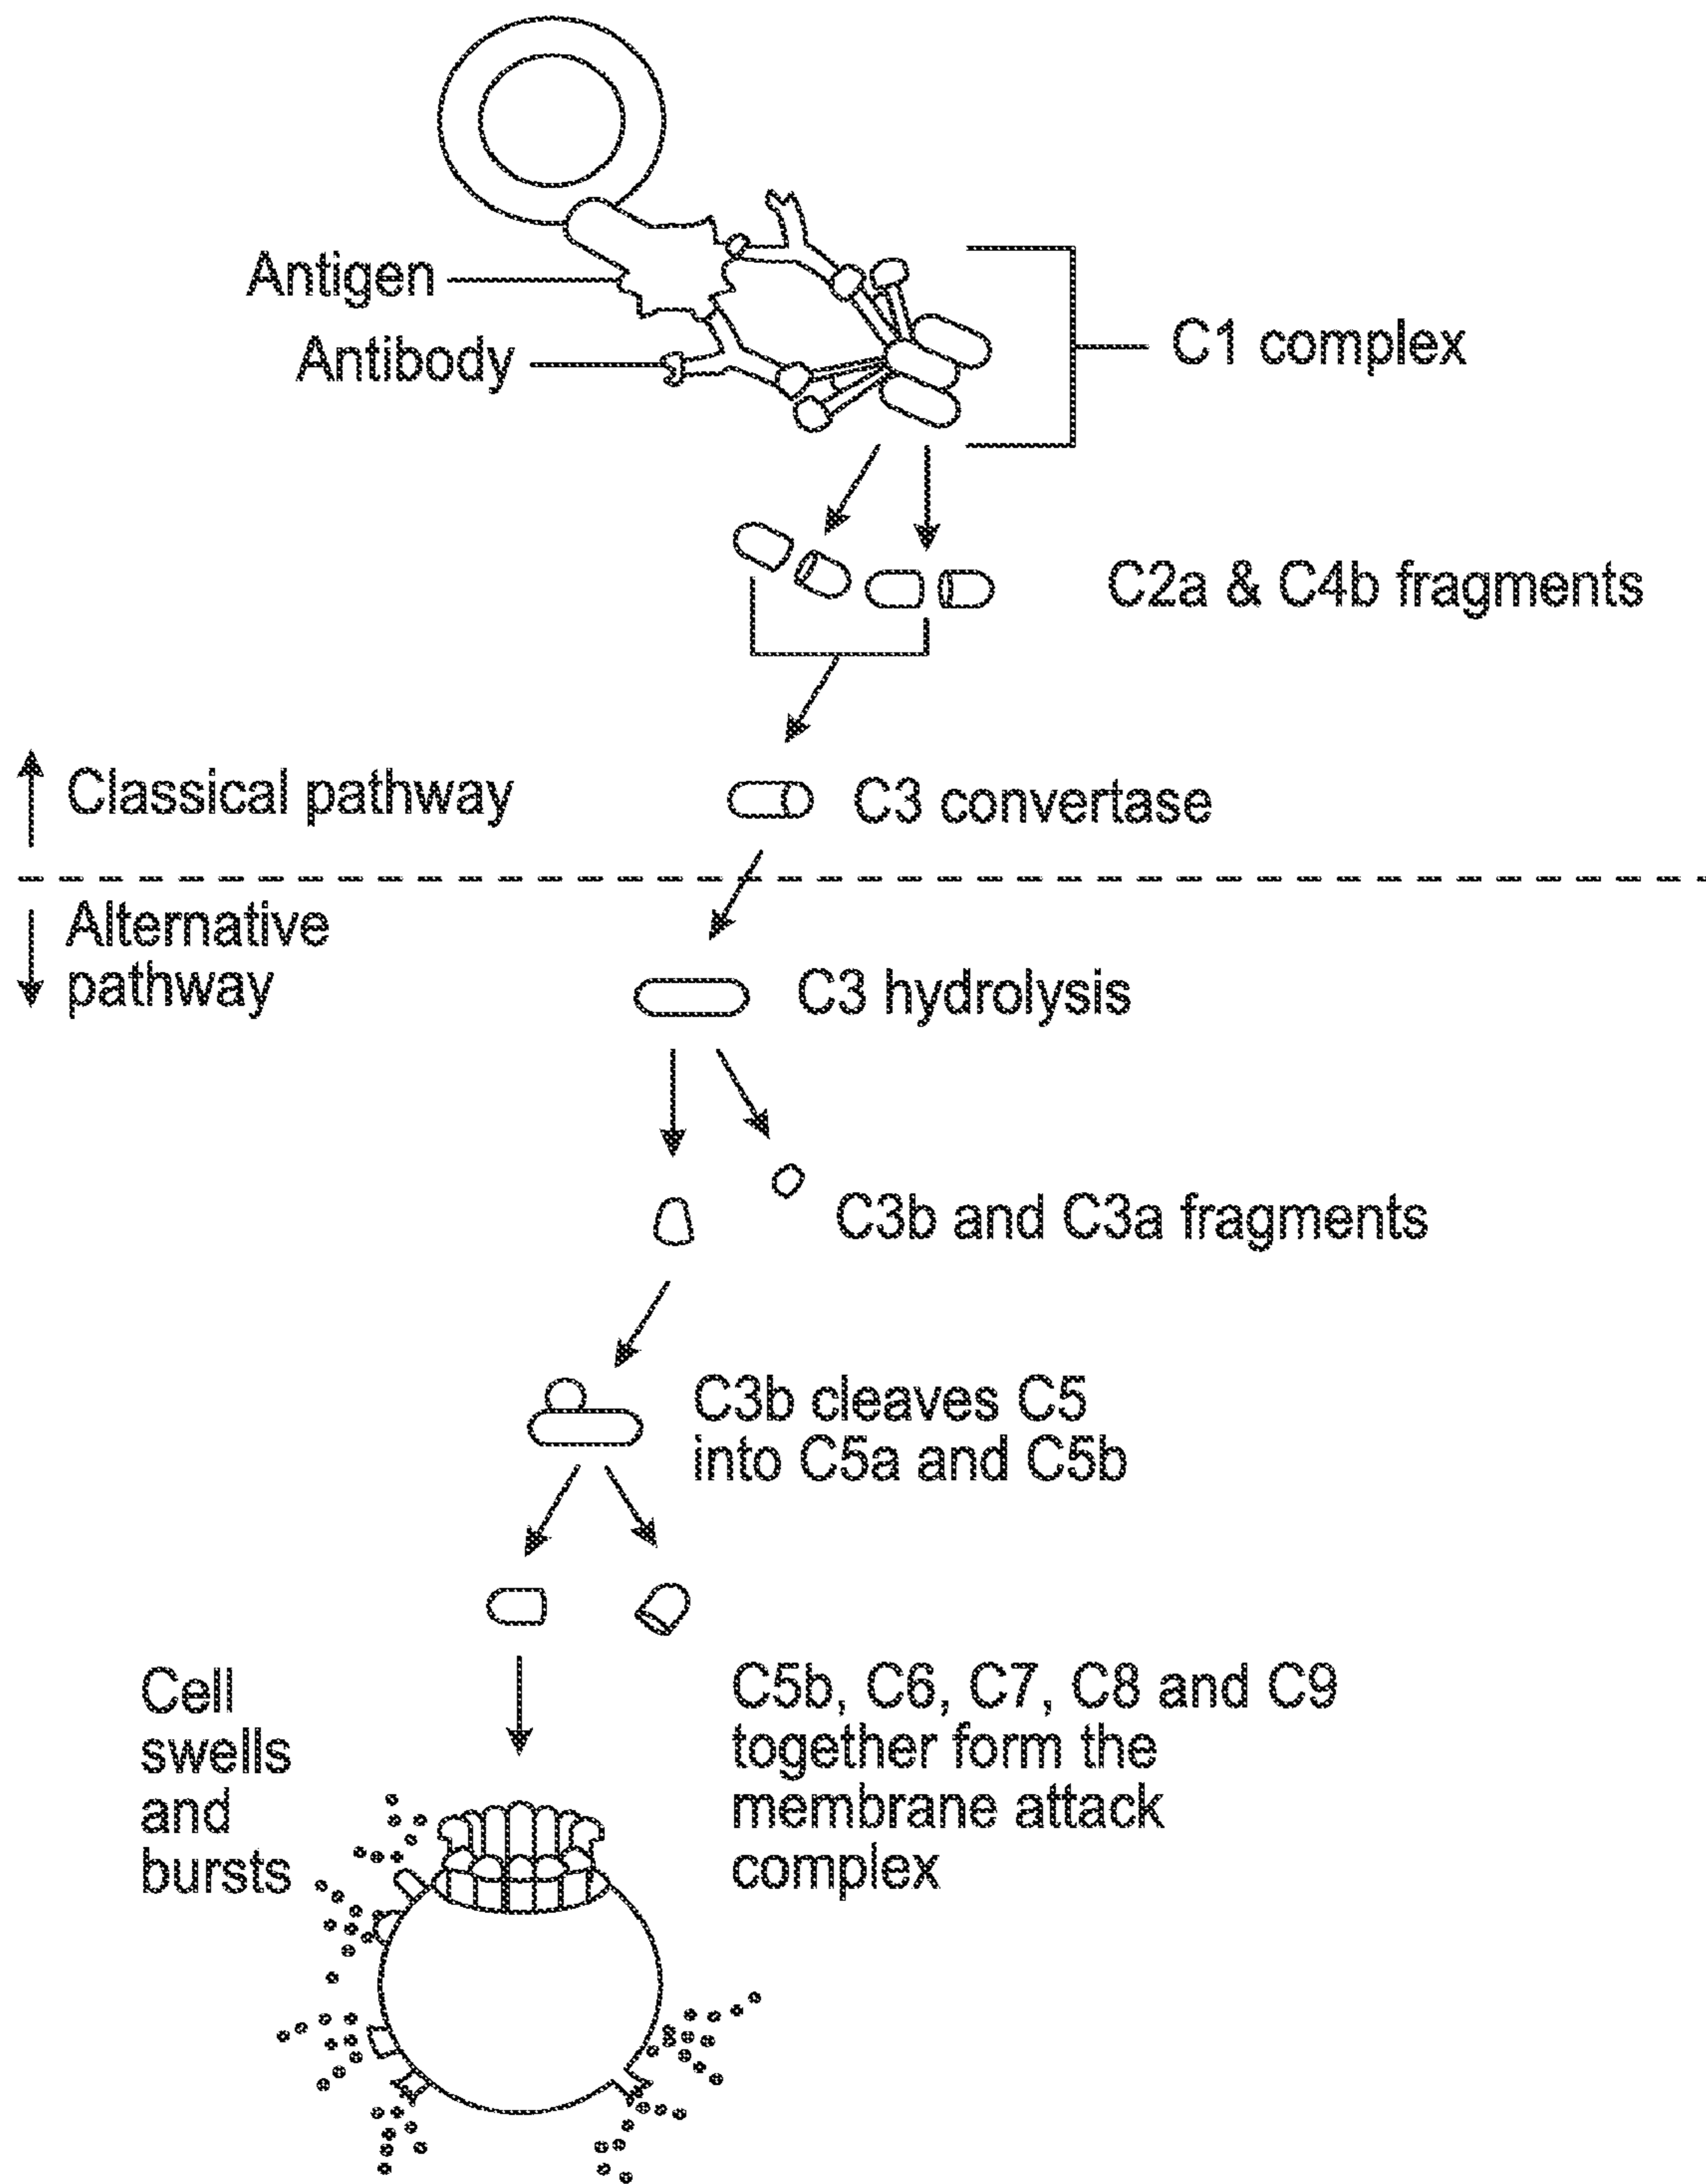 Antigen
Antibody
C1 complex
C2a & C4b fragments
Classical pathway
C3 convertase
Alternative
pathway
C3 hydrolysis
C3b and C3a fragments
C3b cleaves C5
into C5a and C5b
Cell
swells
and
bursts
C5b, C6, C7, C8 and C9
together form the
membrane attack
complex